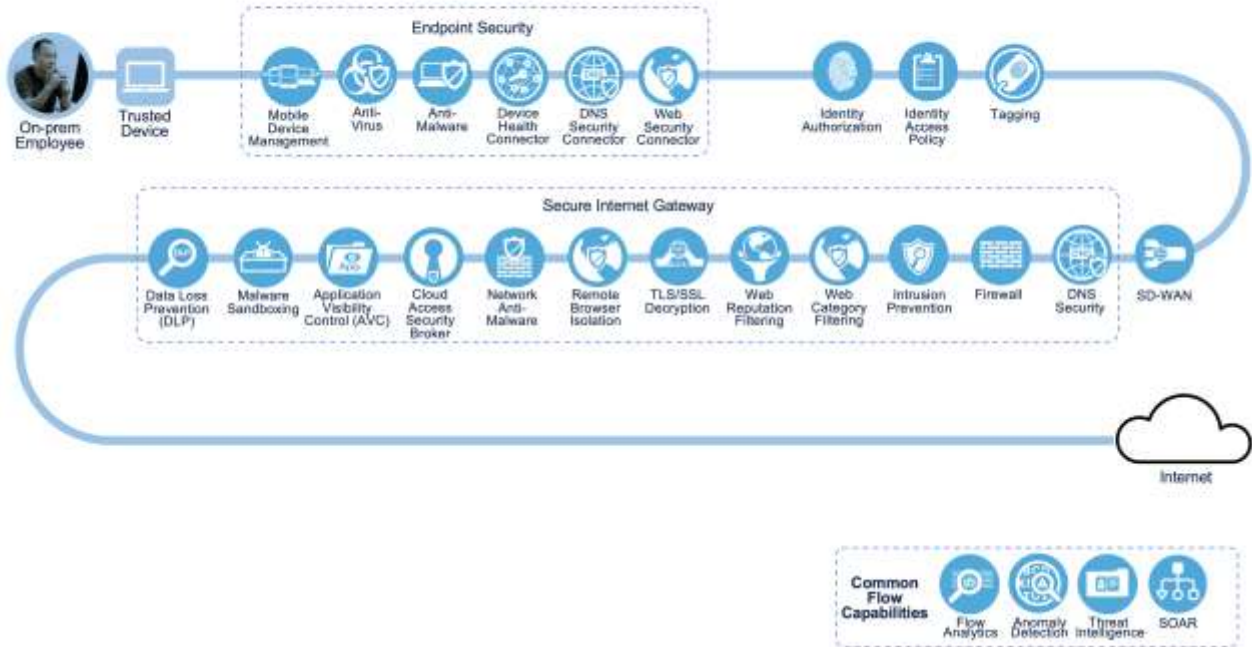 Endpoint Security
On-prem
Employee
Trusted
Device
Mobile
Device
Management
Anti-
Virus
Anti-
Malware
Device
Health
Connector
DNS
Security
Connector
Web
Security
Connector
Identity
Authorization
Identity
Access
Policy
Tagging
Secure Internet Gateway
Data Loss
Prevention
(DLP)
Malware
Sandboxing
App
Application
Visibility
Control (AVC)
Cloud
Access
Security
Broker
Network
Anti-
Malware
Remote
Browser
Isolation
TLS/SSL
Decryption
Web
Reputation
Filtering
Web
Category
Filtering
Intrusion
Prevention
Firewall
DNS
Security
SD-WAN
Internet
Common
Flow
Capabilities
Flow
Analytics
Anomaly
Detection
Threat
Intelligence
SOAR